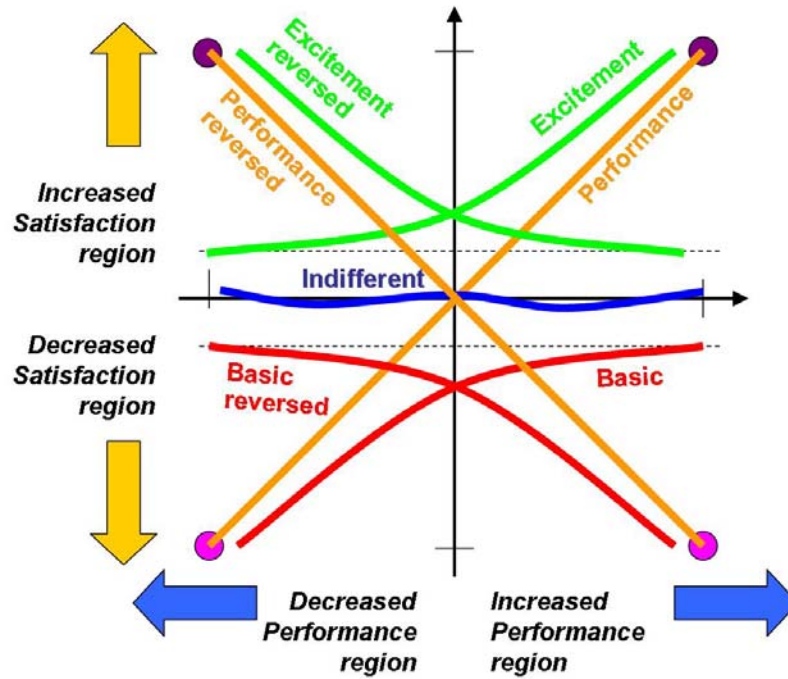 Excitement
reversed
Excitement
Performance
reversed
Performance
Increased
Satisfaction
region
Indifferent
Decreased
Satisfaction
region
Basic
reversed
Basic
Decreased
Performance
region
Increased
Performance
region